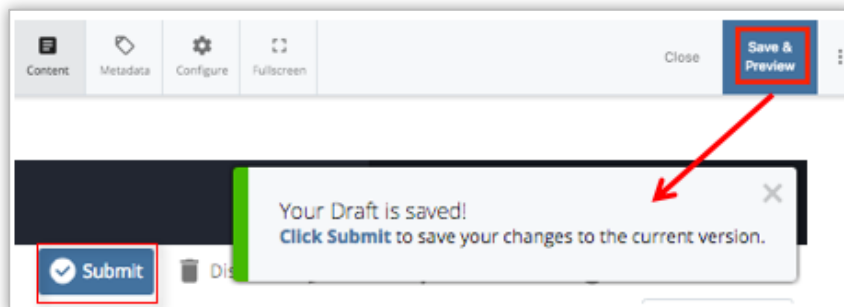 Content
Metadata
Configure
Fullscreen
Close
Save &
Preview
Your Draft is saved!
Click Submit to save your changes to the current version.
Submit